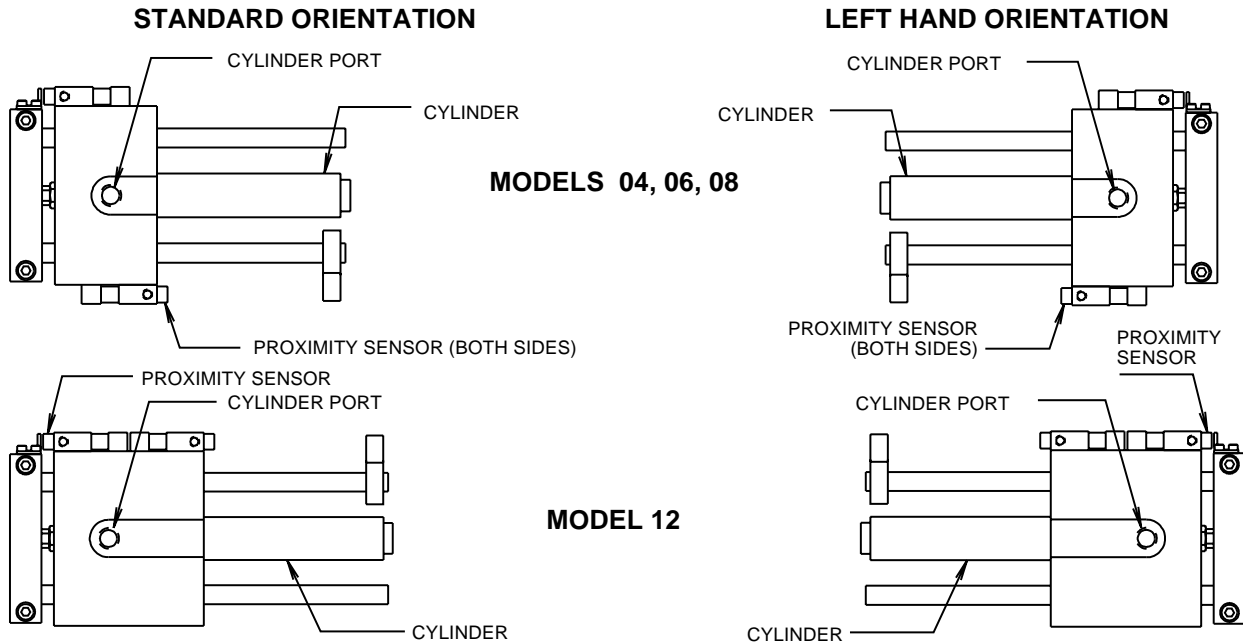 STANDARD ORIENTATION
LEFT HAND ORIENTATION
CYLINDER PORT
CYLINDER
CYLINDER PORT
CYLINDER
MODELS 04, 06, 08
PROXIMITY SENSOR (BOTH SIDES)
PROXIMITY SENSOR
(BOTH SIDES)
PROXIMITY
SENSOR
PROXIMITY SENSOR
CYLINDER PORT
CYLINDER PORT
MODEL 12
CYLINDER
CYLINDER